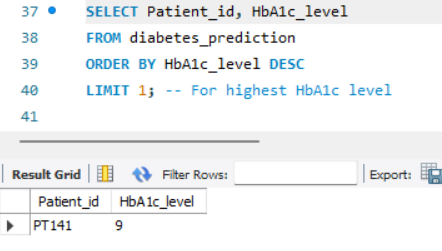 37 SELECT Patient_id, HbA1c_level
38 FROM diabetes_prediction
39 ORDER BY HbA1c_level DESC
40 LIMIT 1; -- For highest HbA1c level
41
Result Grid Filter Rows: Export:
Patient_id HbA1c_level
PT141 9